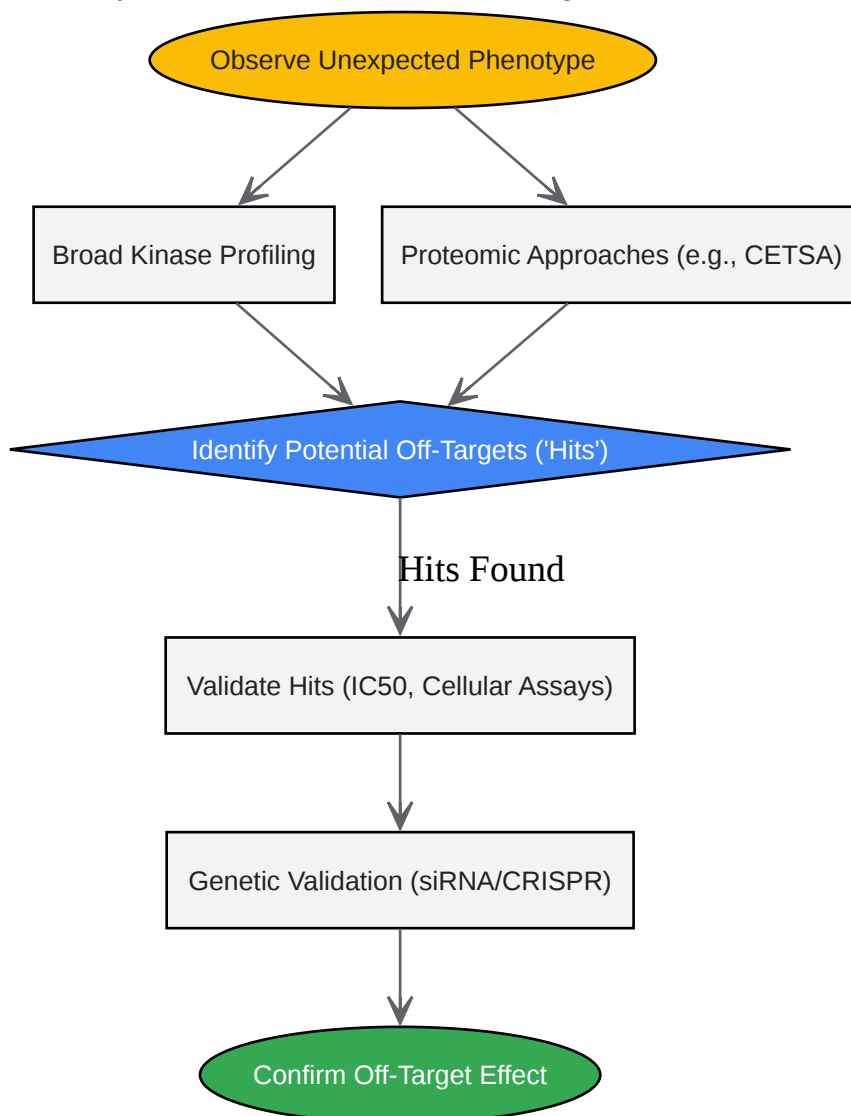 Observe Unexpected Phenotype
Broad Kinase Profiling
Proteomic Approaches (e.g., CETSA)
Identify Potential Off-Targets ('Hits')
Hits Found
Validate Hits (IC50, Cellular Assays)
Genetic Validation (siRNA/CRISPR)
Confirm Off-Target Effect